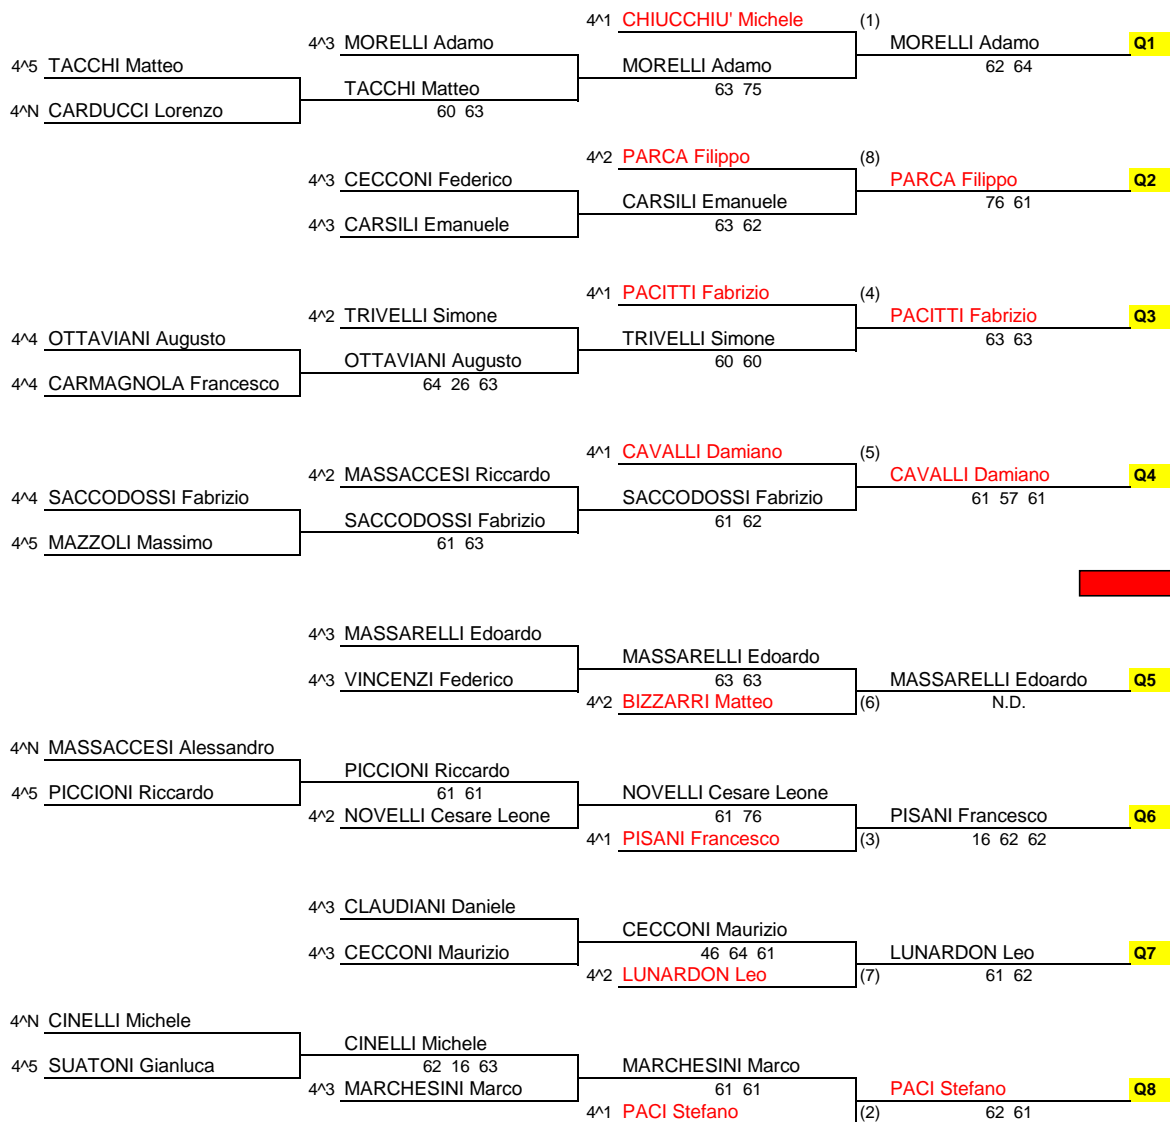 4^1 CHIUCCHIU' Michele (1)
4^3 MORELLI Adamo MORELLI Adamo Q1
4^5 TACCHI Matteo MORELLI Adamo 62 64
TACCHI Matteo 63 75
4^N CARDUCCI Lorenzo 60 63
4^2 PARCA Filippo (8)
4^3 CECCONI Federico PARCA Filippo Q2
CARSILI Emanuele 76 61
4^3 CARSILI Emanuele 63 62
4^1 PACITTI Fabrizio (4)
4^2 TRIVELLI Simone PACITTI Fabrizio Q3
4^4 OTTAVIANI Augusto TRIVELLI Simone 63 63
OTTAVIANI Augusto 60 60
4^4 CARMAGNOLA Francesco 64 26 63
4^1 CAVALLI Damiano (5)
4^2 MASSACCESI Riccardo CAVALLI Damiano Q4
4^4 SACCODOSSI Fabrizio SACCODOSSI Fabrizio 61 57 61
SACCODOSSI Fabrizio 61 62
4^5 MAZZOLI Massimo 61 63
4^3 MASSARELLI Edoardo
MASSARELLI Edoardo
4^3 VINCENZI Federico 63 63 MASSARELLI Edoardo Q5
4^2 BIZZARRI Matteo (6) N.D.
4^N MASSACCESI Alessandro
PICCIONI Riccardo
4^5 PICCIONI Riccardo 61 61 NOVELLI Cesare Leone
4^2 NOVELLI Cesare Leone 61 76 PISANI Francesco Q6
4^1 PISANI Francesco (3) 16 62 62
4^3 CLAUDIANI Daniele
CECCONI Maurizio
4^3 CECCONI Maurizio 46 64 61 LUNARDON Leo Q7
4^2 LUNARDON Leo (7) 61 62
4^N CINELLI Michele
CINELLI Michele
4^5 SUATONI Gianluca 62 16 63 MARCHESINI Marco
4^3 MARCHESINI Marco 61 61 PACI Stefano Q8
4^1 PACI Stefano (2) 62 61